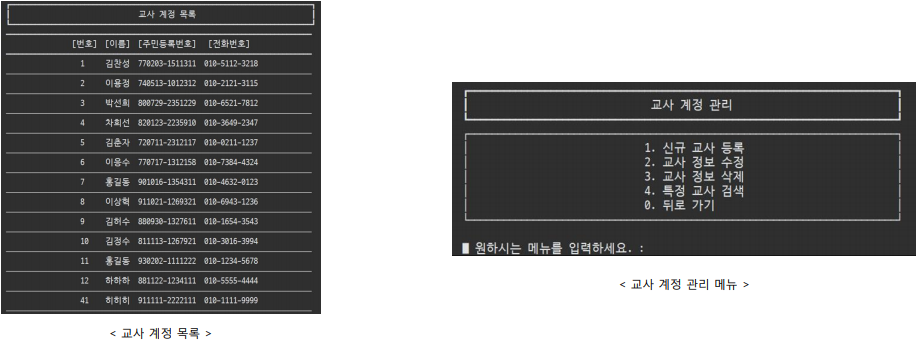 교사 계정 목록
[번호] [이름] [주민등록번호] [전화번호]
1 김찬성 770203-1511311 010-5112-3218
2 이용정 740513-1012312 010-2121-3115
3 박선희 800729-2351229 010-6521-7812
4 차희선 820123-2235910 010-3649-2347
5 김춘자 720711-2312117 010-0211-1237
6 이응수 770717-1312158 010-7384-4324
7 홍길동 901016-1354311 010-4632-0123
8 이상혁 911021-1269321 010-6943-1236
9 김허수 880930-1327611 010-1654-3543
10 김정수 811113-1267921 010-3016-3994
11 홍길동 930202-1111222 010-1234-5678
12 하하하 881122-1234111 010-5555-4444
41 히히히 911111-2222111 010-1111-9999
< 교사 계정 목록 >
교사 계정 관리
1. 신규 교사 등록
2. 교사 정보 수정
3. 교사 정보 삭제
4. 특정 교사 검색
0. 뒤로 가기
■ 원하시는 메뉴를 입력하세요. :
< 교사 계정 관리 메뉴 >